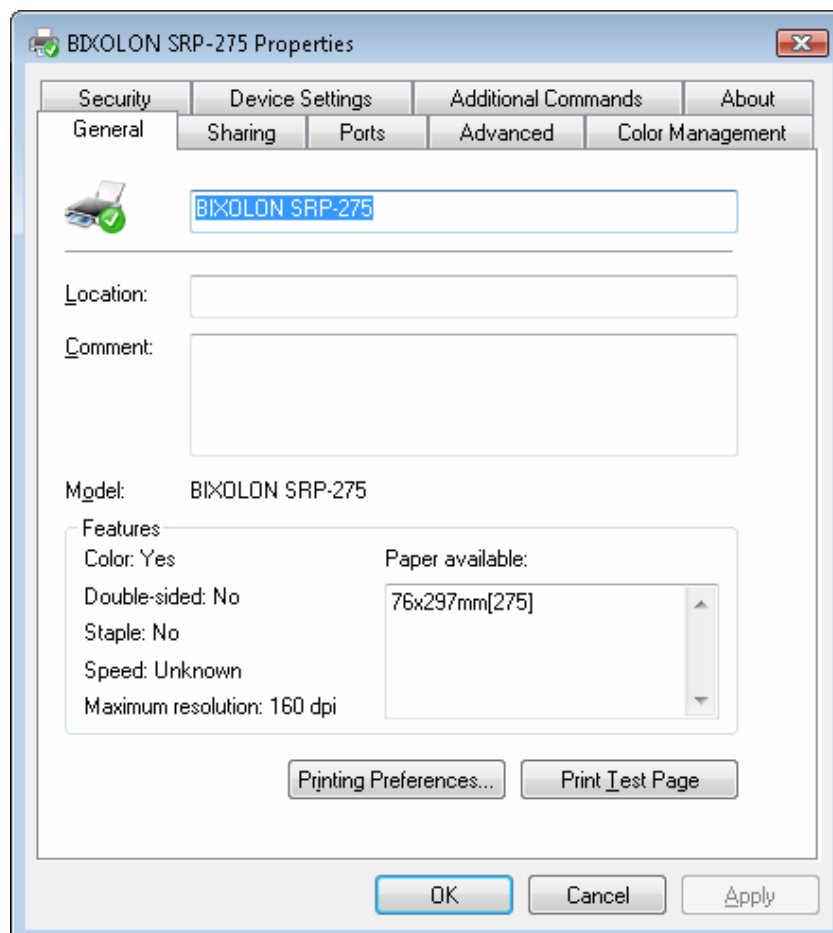 BIXOLON SRP-275 Properties
Security Device Settings Additional Commands About
General Sharing Ports Advanced Color Management
BIXOLON SRP-275
Location:
Comment:
Model: BIXOLON SRP-275
Features
Color: Yes
Paper available:
Double-sided: No
76x297mm[275]
Staple: No
Speed: Unknown
Maximum resolution: 160 dpi
Printing Preferences... Print Test Page
OK Cancel Apply